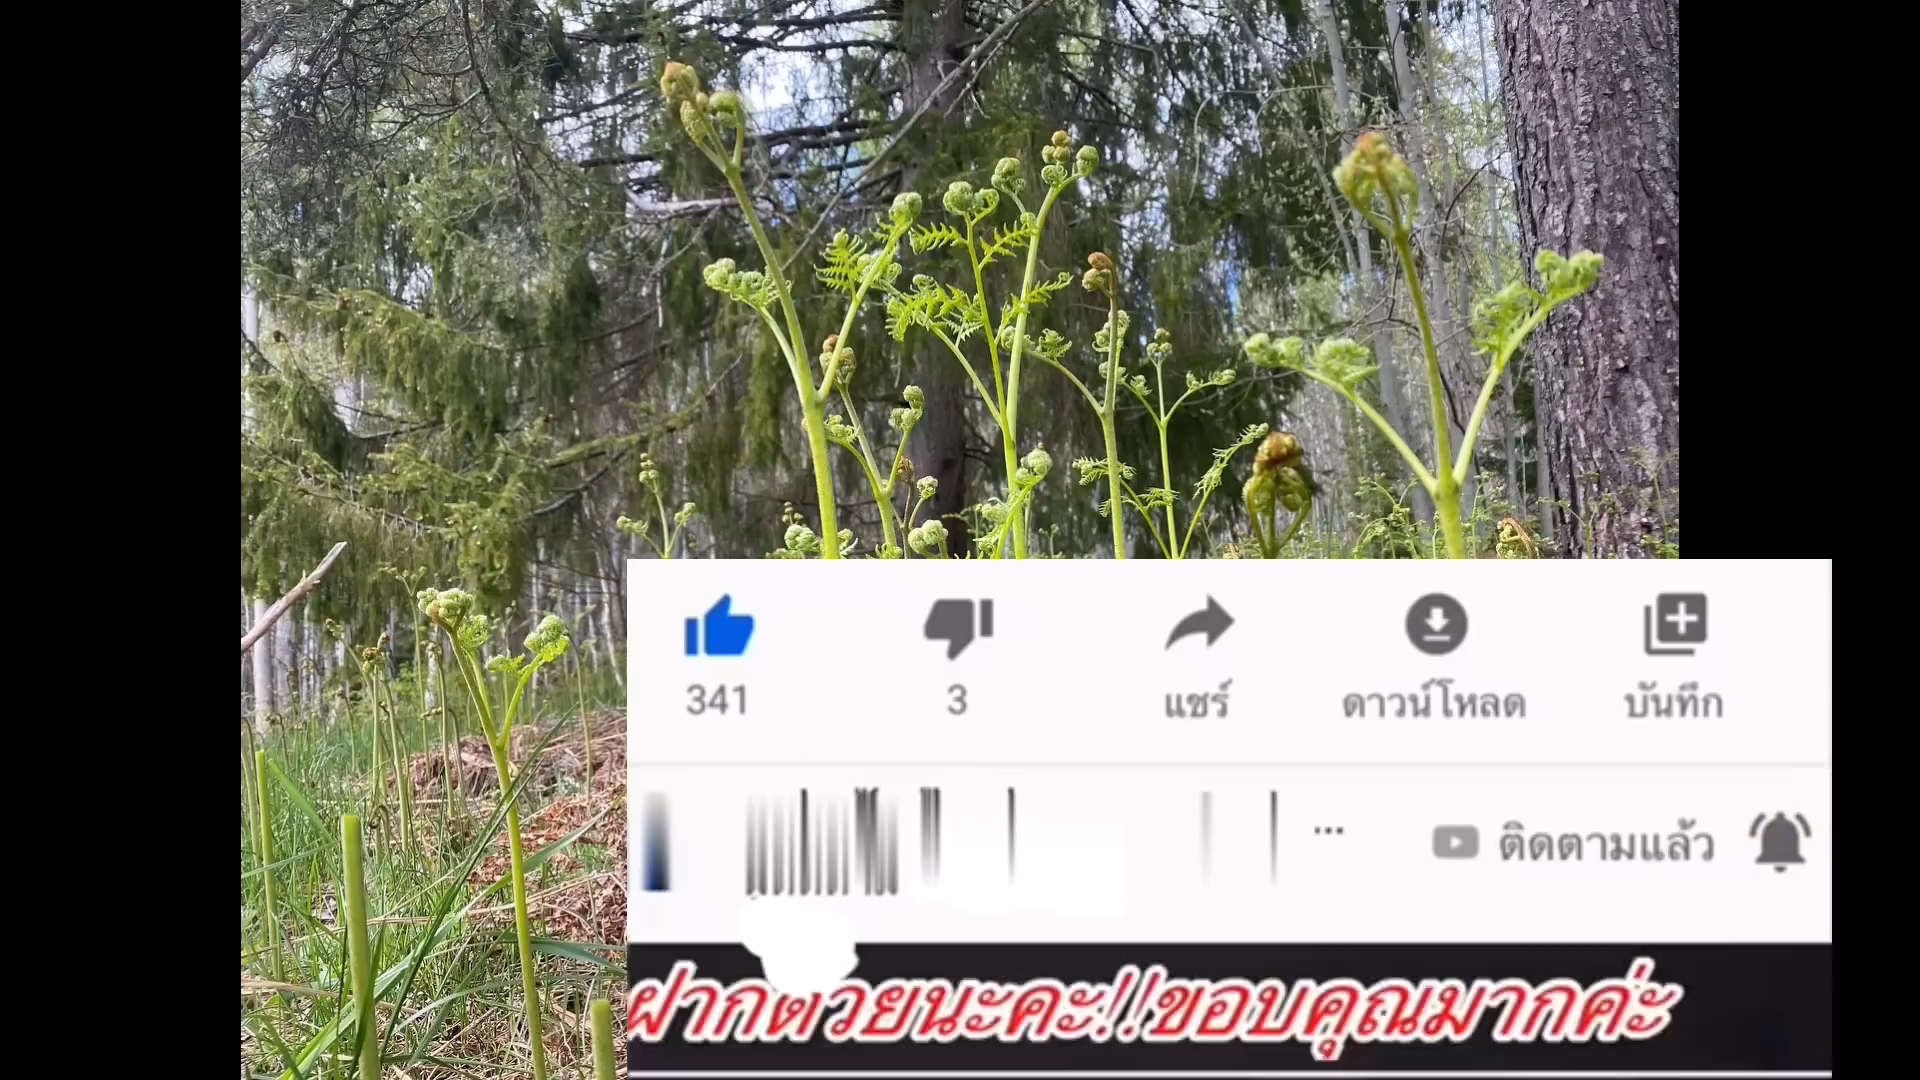 341
3
แชร์
ดาวน์โหลด
บันทึก
...
ติดตามแล้ว
ฝากด้วยนะคะ!!ขอบคุณมากค่ะ